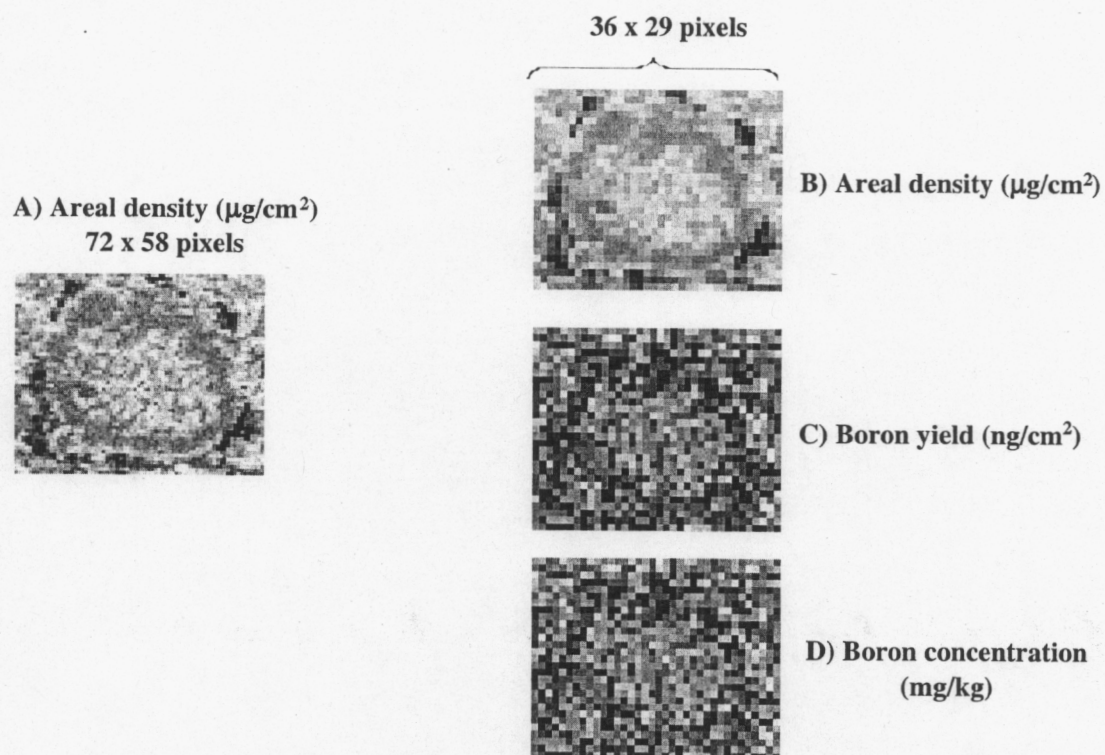 36 x 29 pixels
A) Areal density (μg/cm²)
72 x 58 pixels
B) Areal density (μg/cm²)
C) Boron yield (ng/cm²)
D) Boron concentration
(mg/kg)